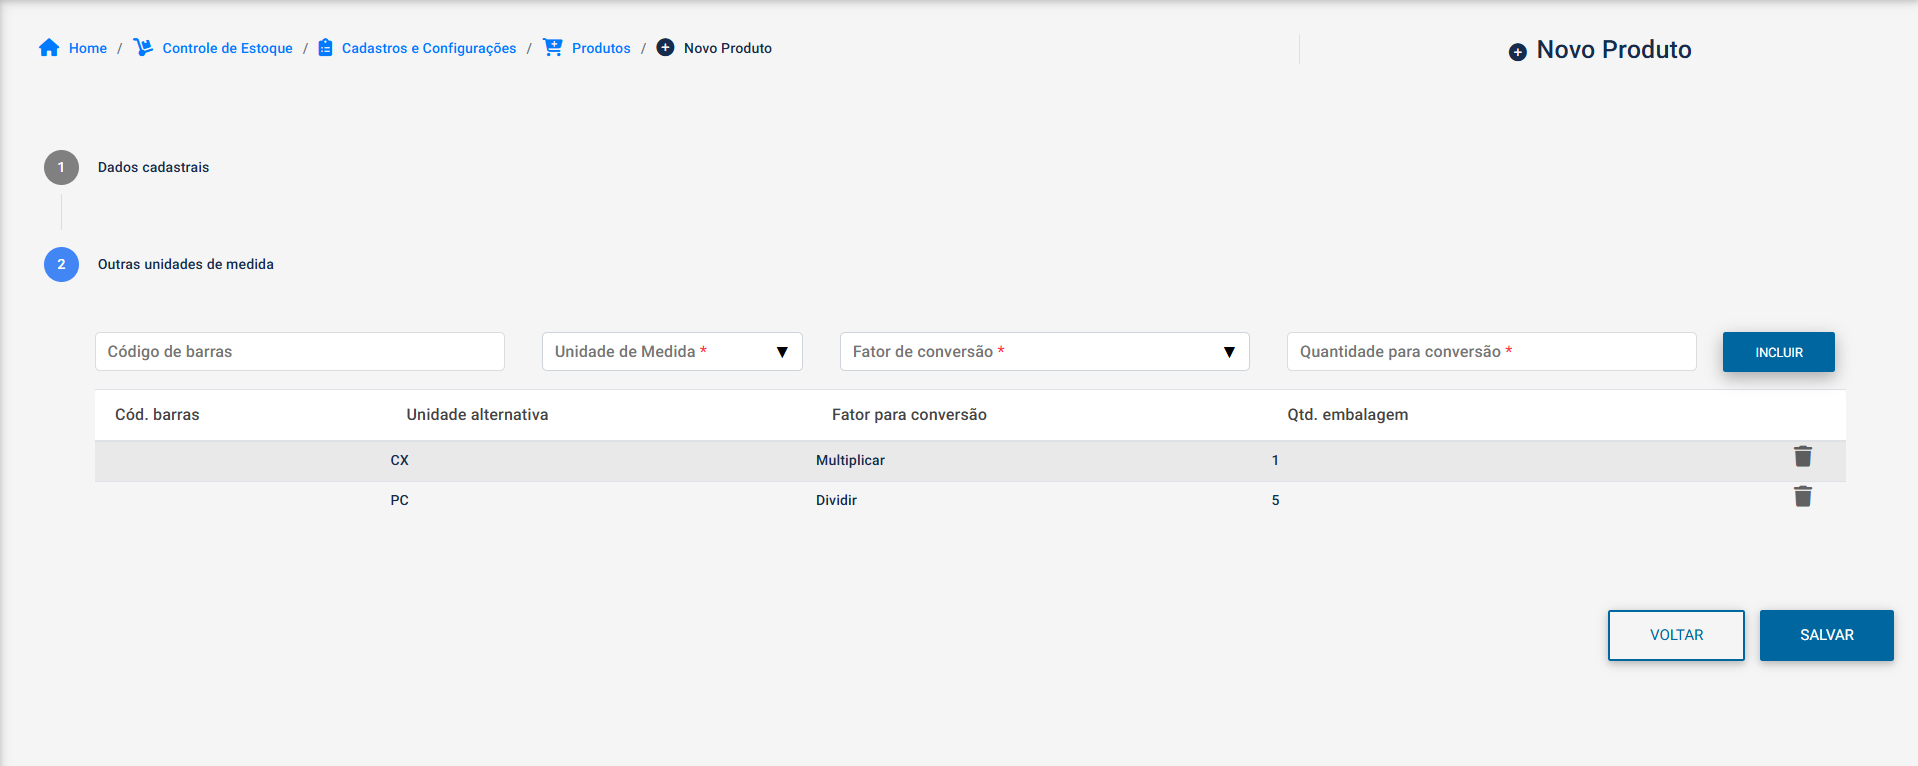 Home / Controle de Estoque / Cadastros e Configurações / Produtos / Novo Produto
Novo Produto
1 Dados cadastrais
2 Outras unidades de medida
Código de barras Unidade de Medida * Fator de conversão * Quantidade para conversão * INCLUIR
Cód. barras Unidade alternativa Fator para conversão Qtd. embalagem
CX Multiplicar 1
PC Dividir 5
VOLTAR SALVAR